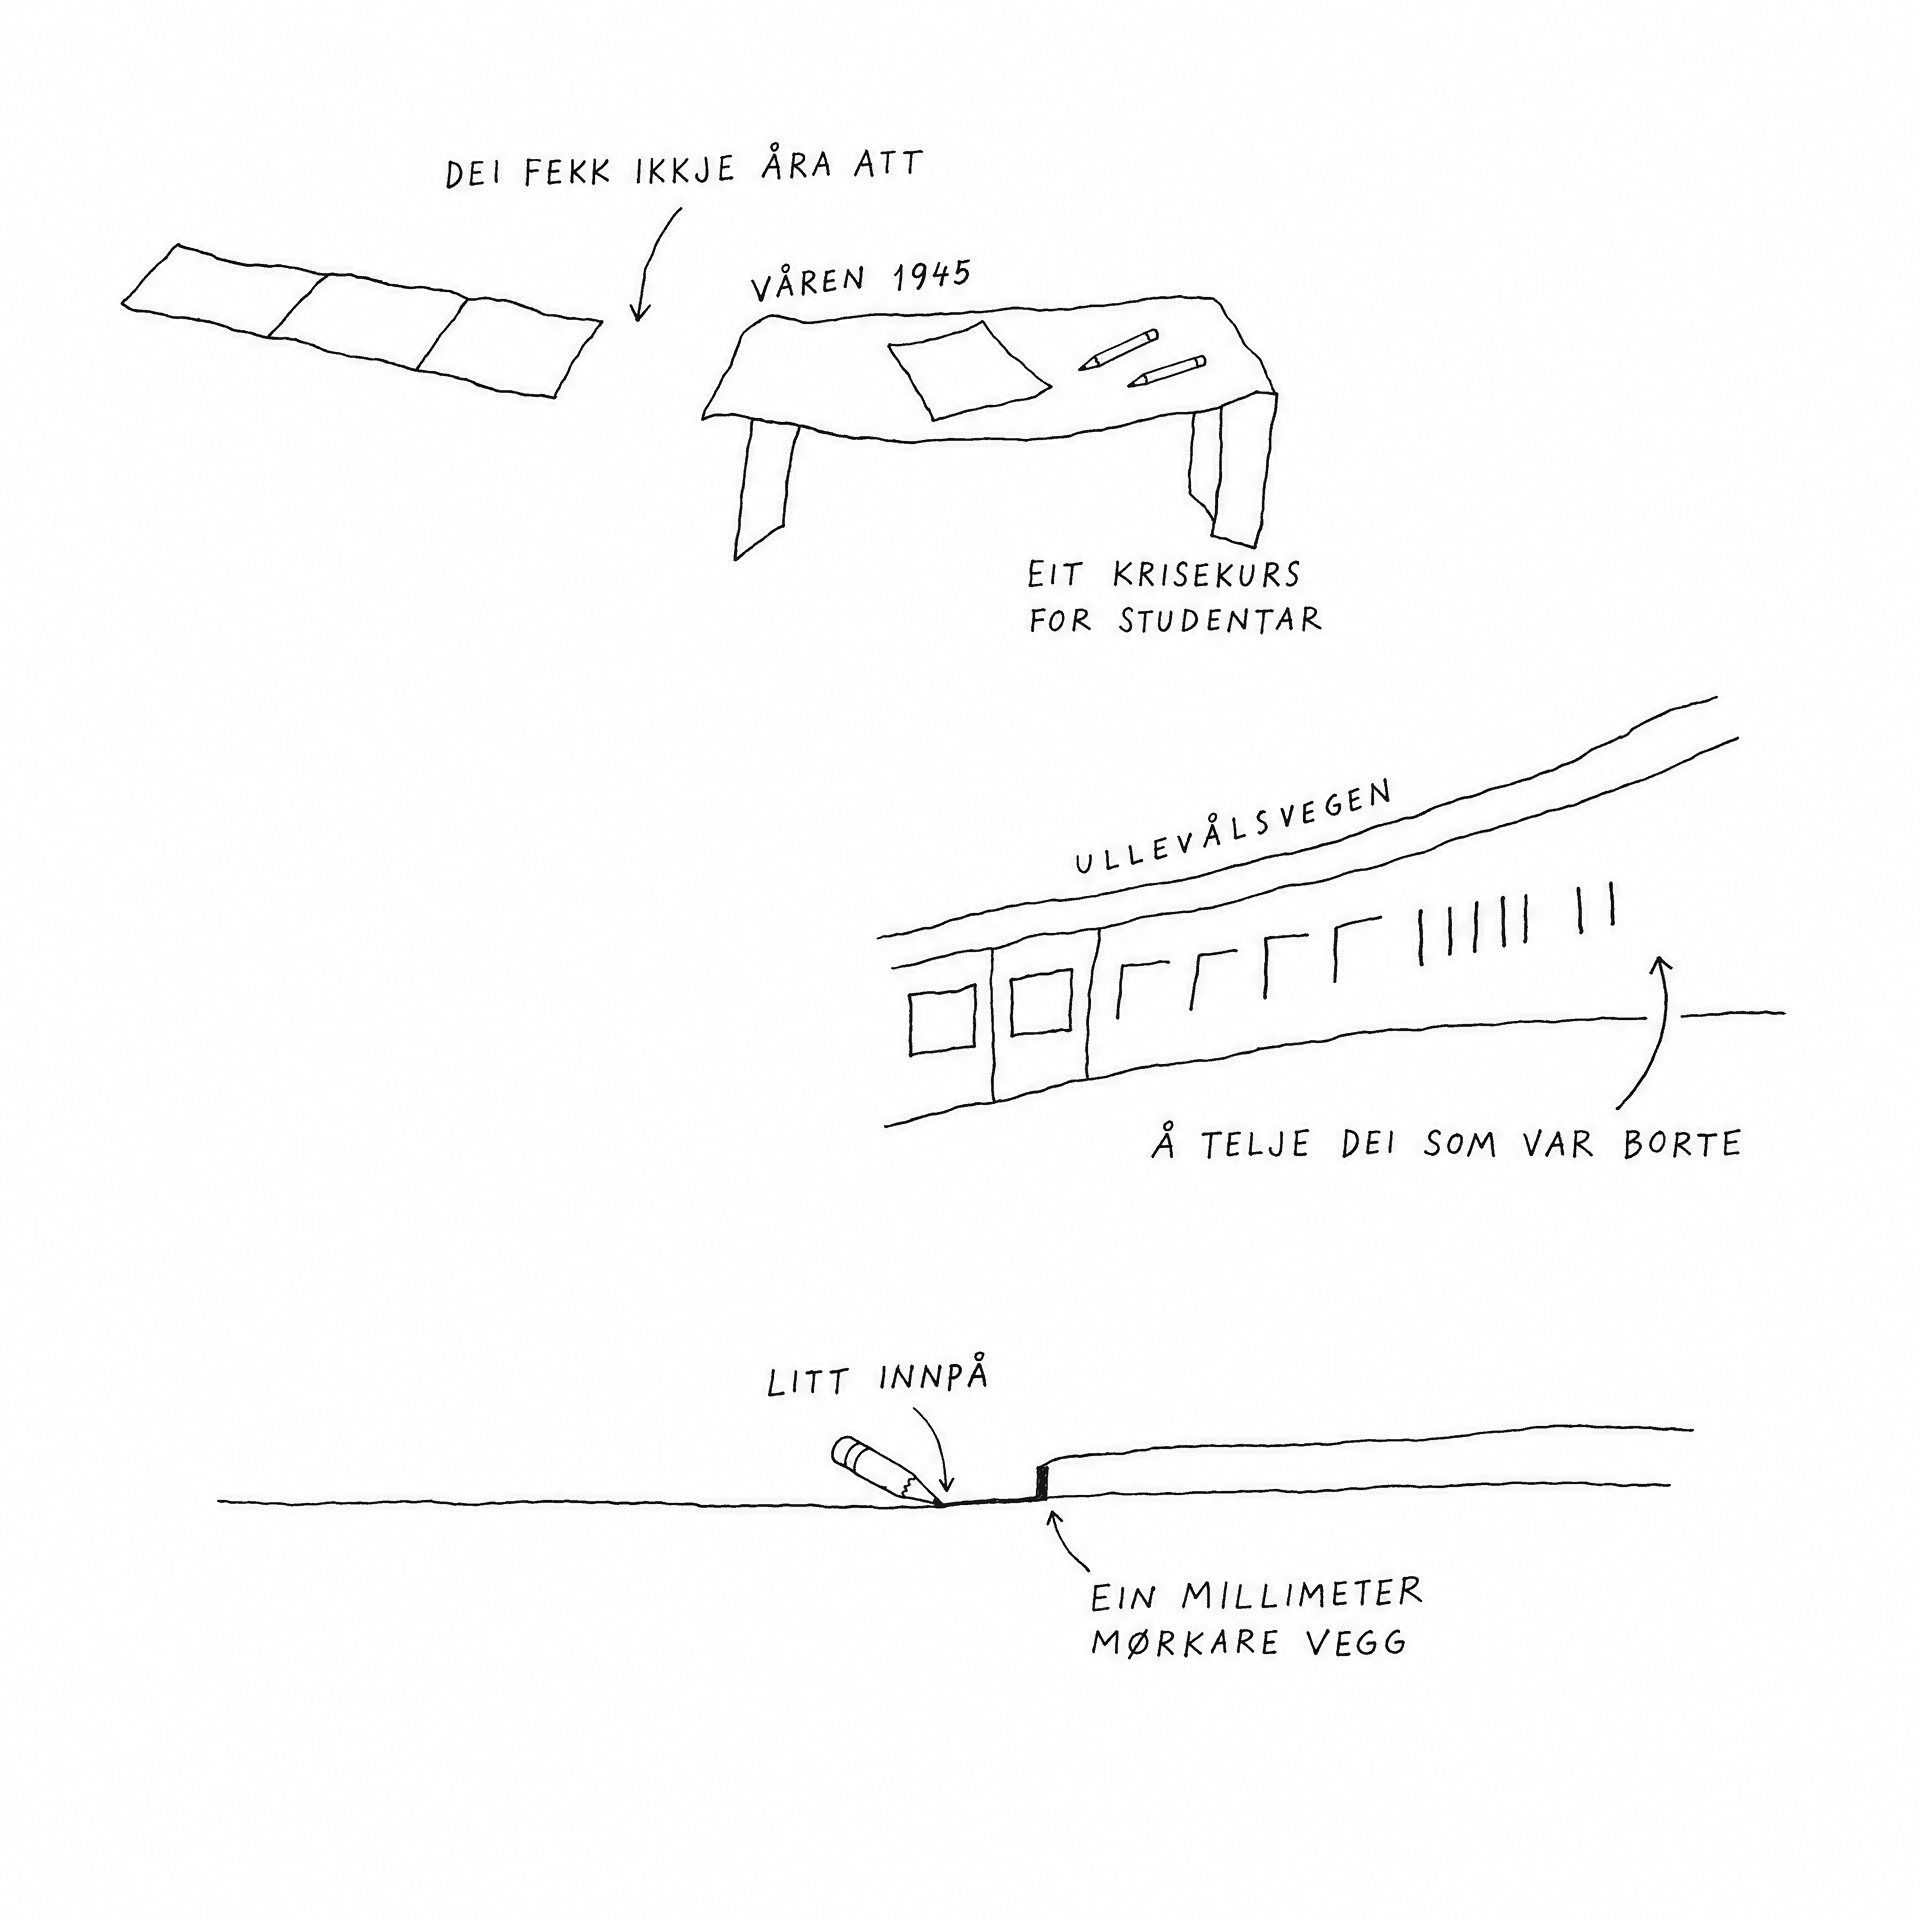 DEI FEKK IKKJE ÅRA ATT
VÅREN 1945
EIT KRISEKURS
FOR STUDENTAR
ULLEVÅLSVEGEN
Å TELJE DEI SOM VAR BORTE
LITT INNPÅ
EIN MILLIMETER
MØRKARE VEGG